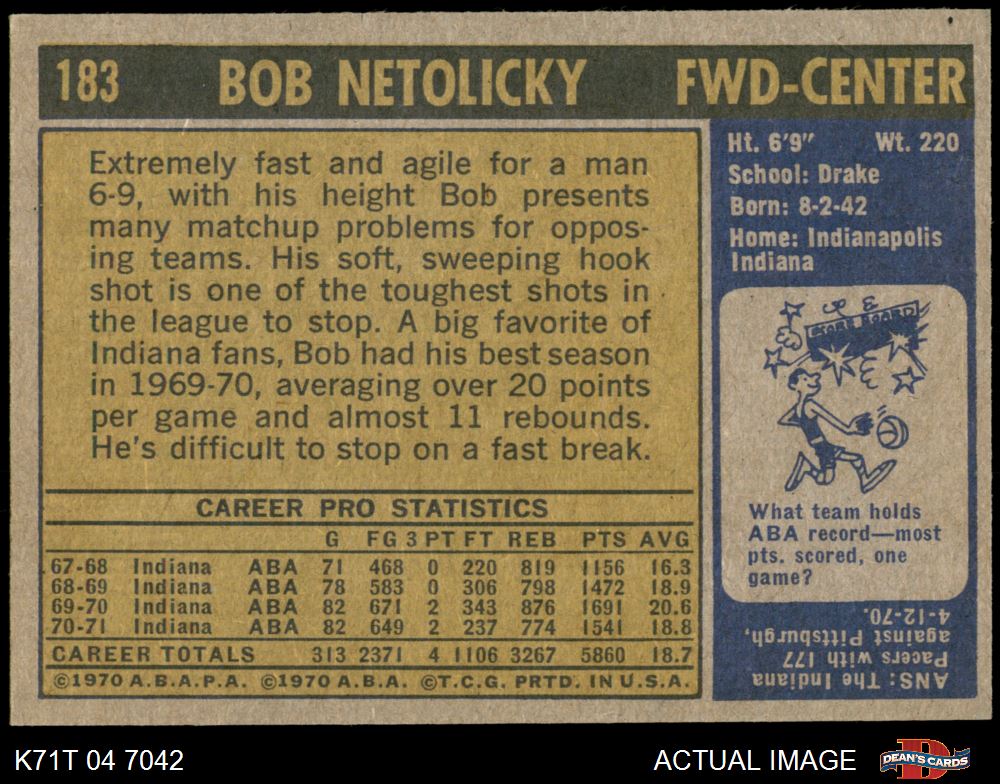 183 BOB NETOLICKY FWD-CENTER
Extremely fast and agile for a man
6-9, with his height Bob presents
many matchup problems for oppos-
ing teams. His soft, sweeping hook
shot is one of the toughest shots in
the league to stop. A big favorite of
Indiana fans, Bob had his best season
in 1969-70, averaging over 20 points
per game and almost 11 rebounds.
He's difficult to stop on a fast break.
CAREER PRO STATISTICS
G FG 3 PT FT REB PTS AVG
67-68 Indiana ABA 71 468 0 220 819 1156 16.3
68-69 Indiana ABA 78 583 0 306 798 1472 18.9
69-70 Indiana ABA 82 671 2 343 876 1691 20.6
70-71 Indiana ABA 82 649 2 237 774 1541 18.8
CAREER TOTALS 313 2371 4 1106 3267 5860 18.7
©1970 A.B.A.P.A. ©1970 A.B.A. ©T.C.G. PRTD. IN U.S.A.
Ht. 6'9" Wt. 220
School: Drake
Born: 8-2-42
Home: Indianapolis
Indiana
SCORE BOARD
What team holds
ABA record—most
pts. scored, one
game?
ANS: The Indiana
Pacers with 177
against Pittsburgh,
4-12-70.
K71T 04 7042 ACTUAL IMAGE
DEAN'S CARDS